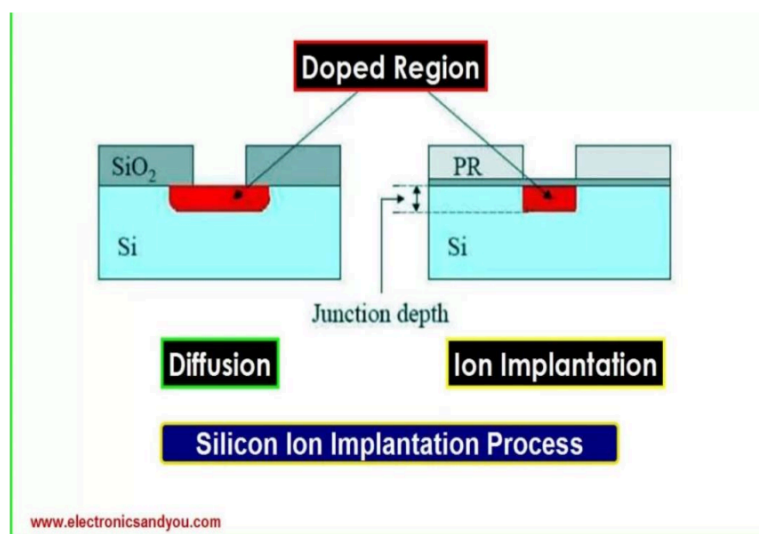 Doped Region
SiO₂
PR
Si
Si
Junction depth
Diffusion
Ion Implantation
Silicon Ion Implantation Process
www.electronicsandyou.com